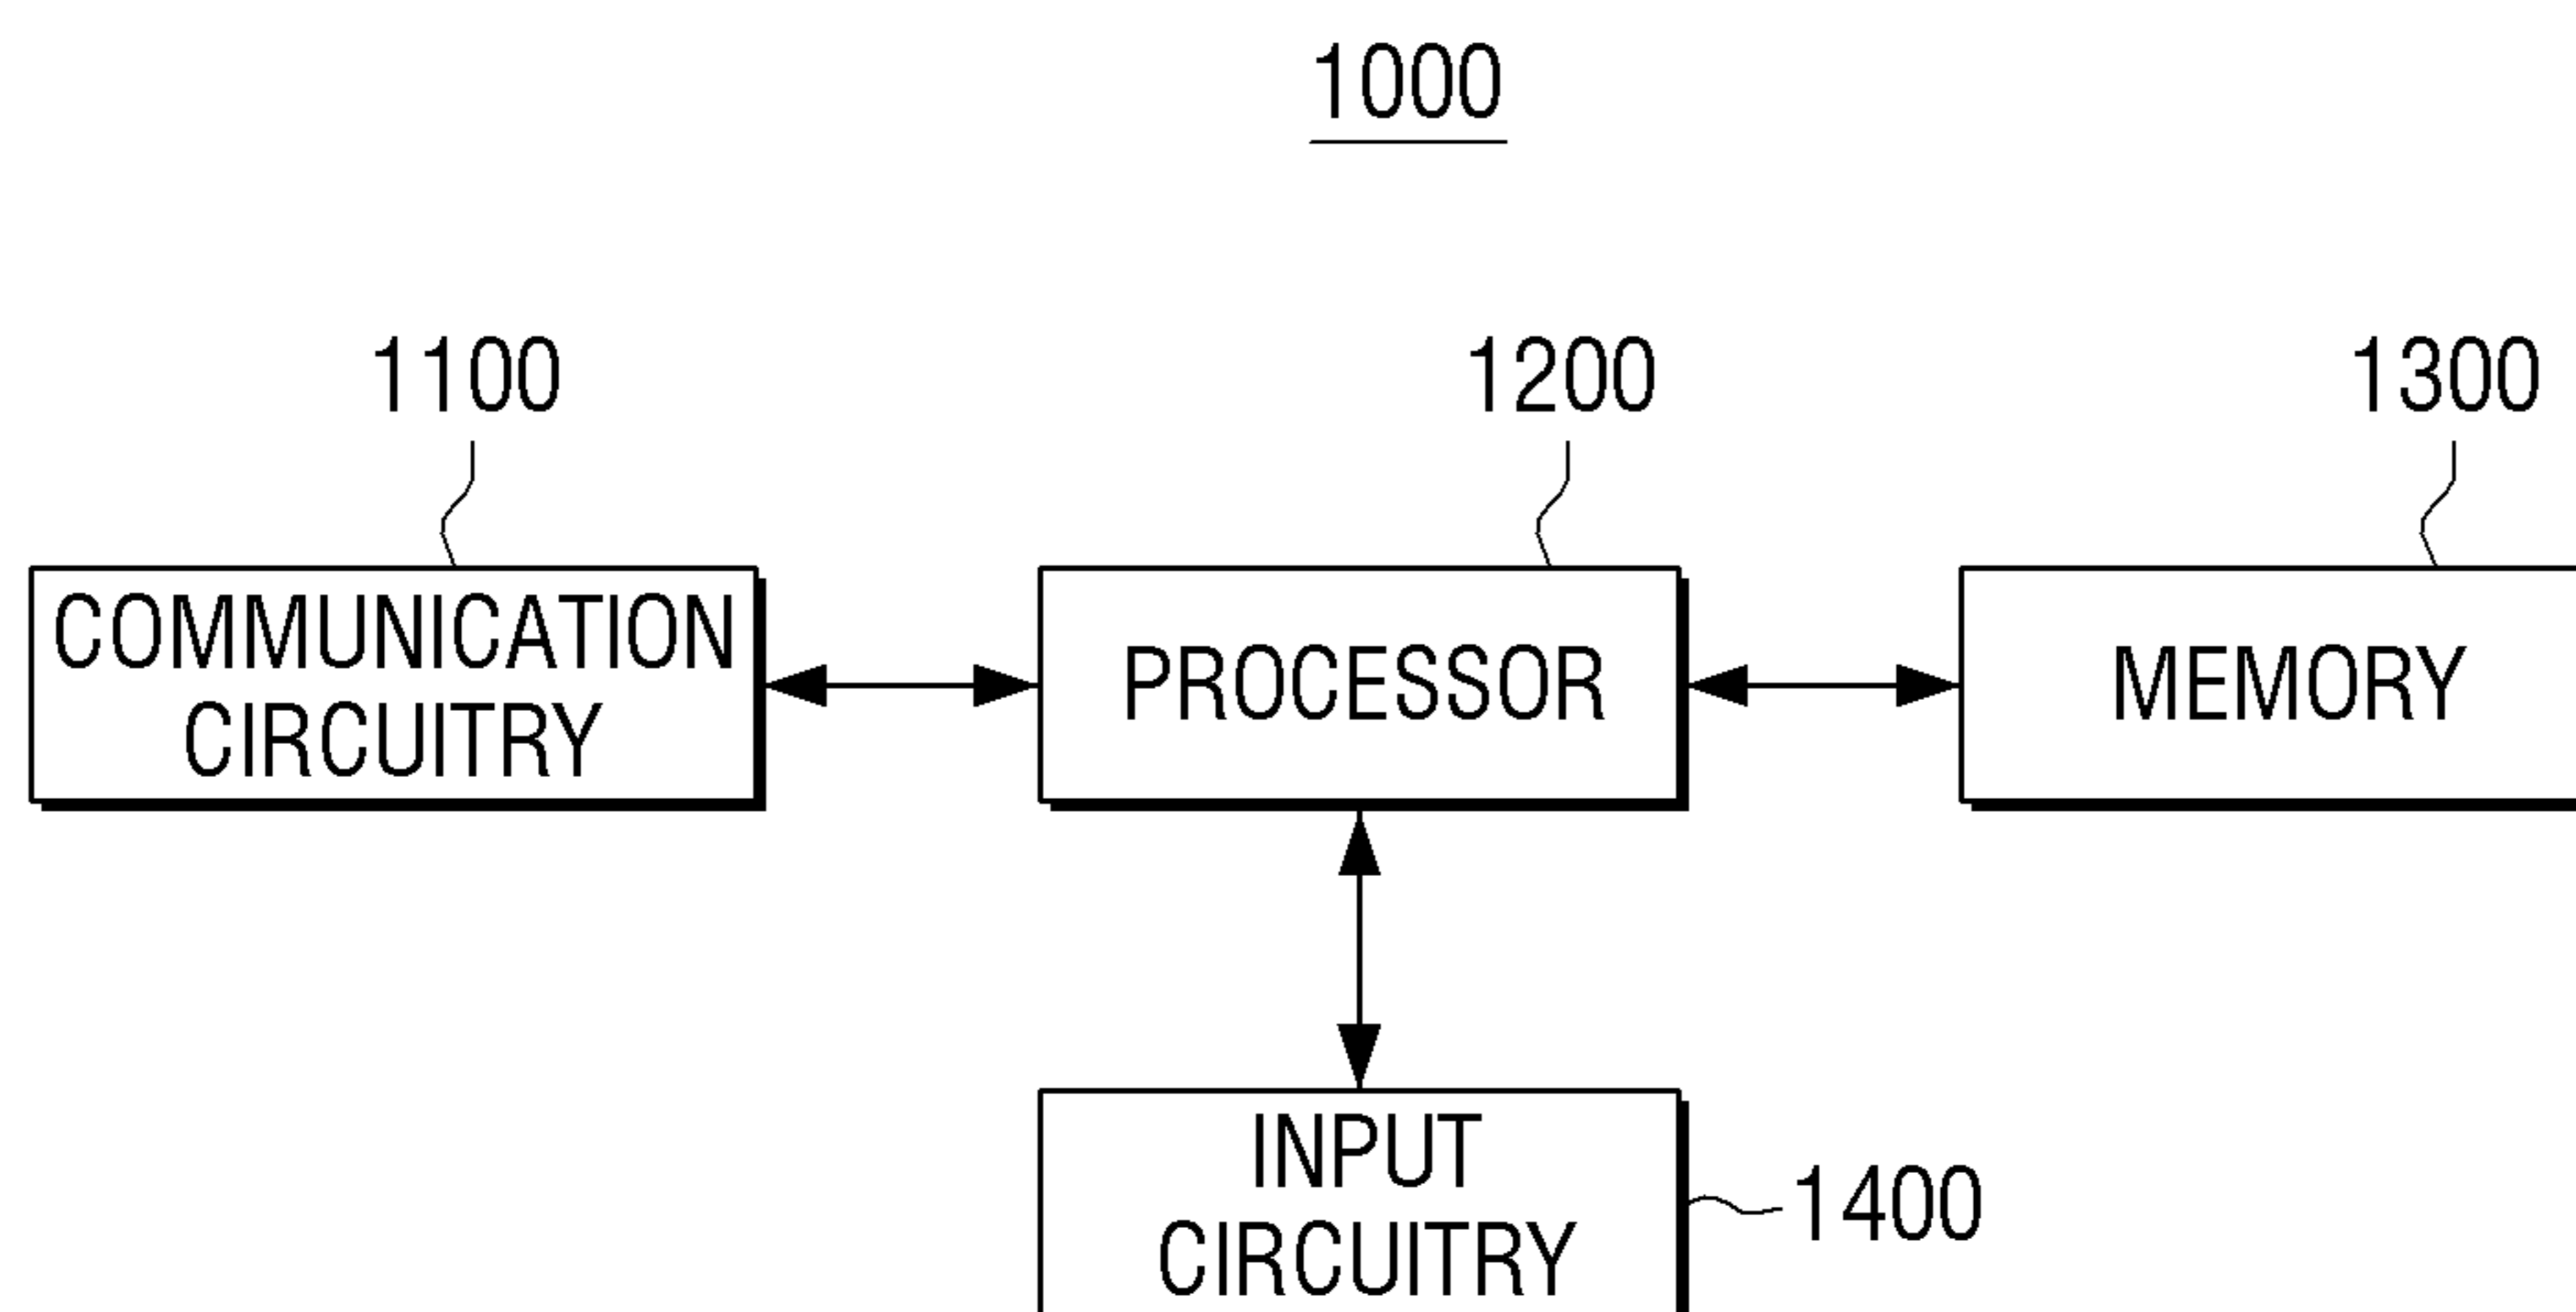 1000
1100
1200
1300
COMMUNICATION
CIRCUITRY
PROCESSOR
MEMORY
INPUT
CIRCUITRY
1400